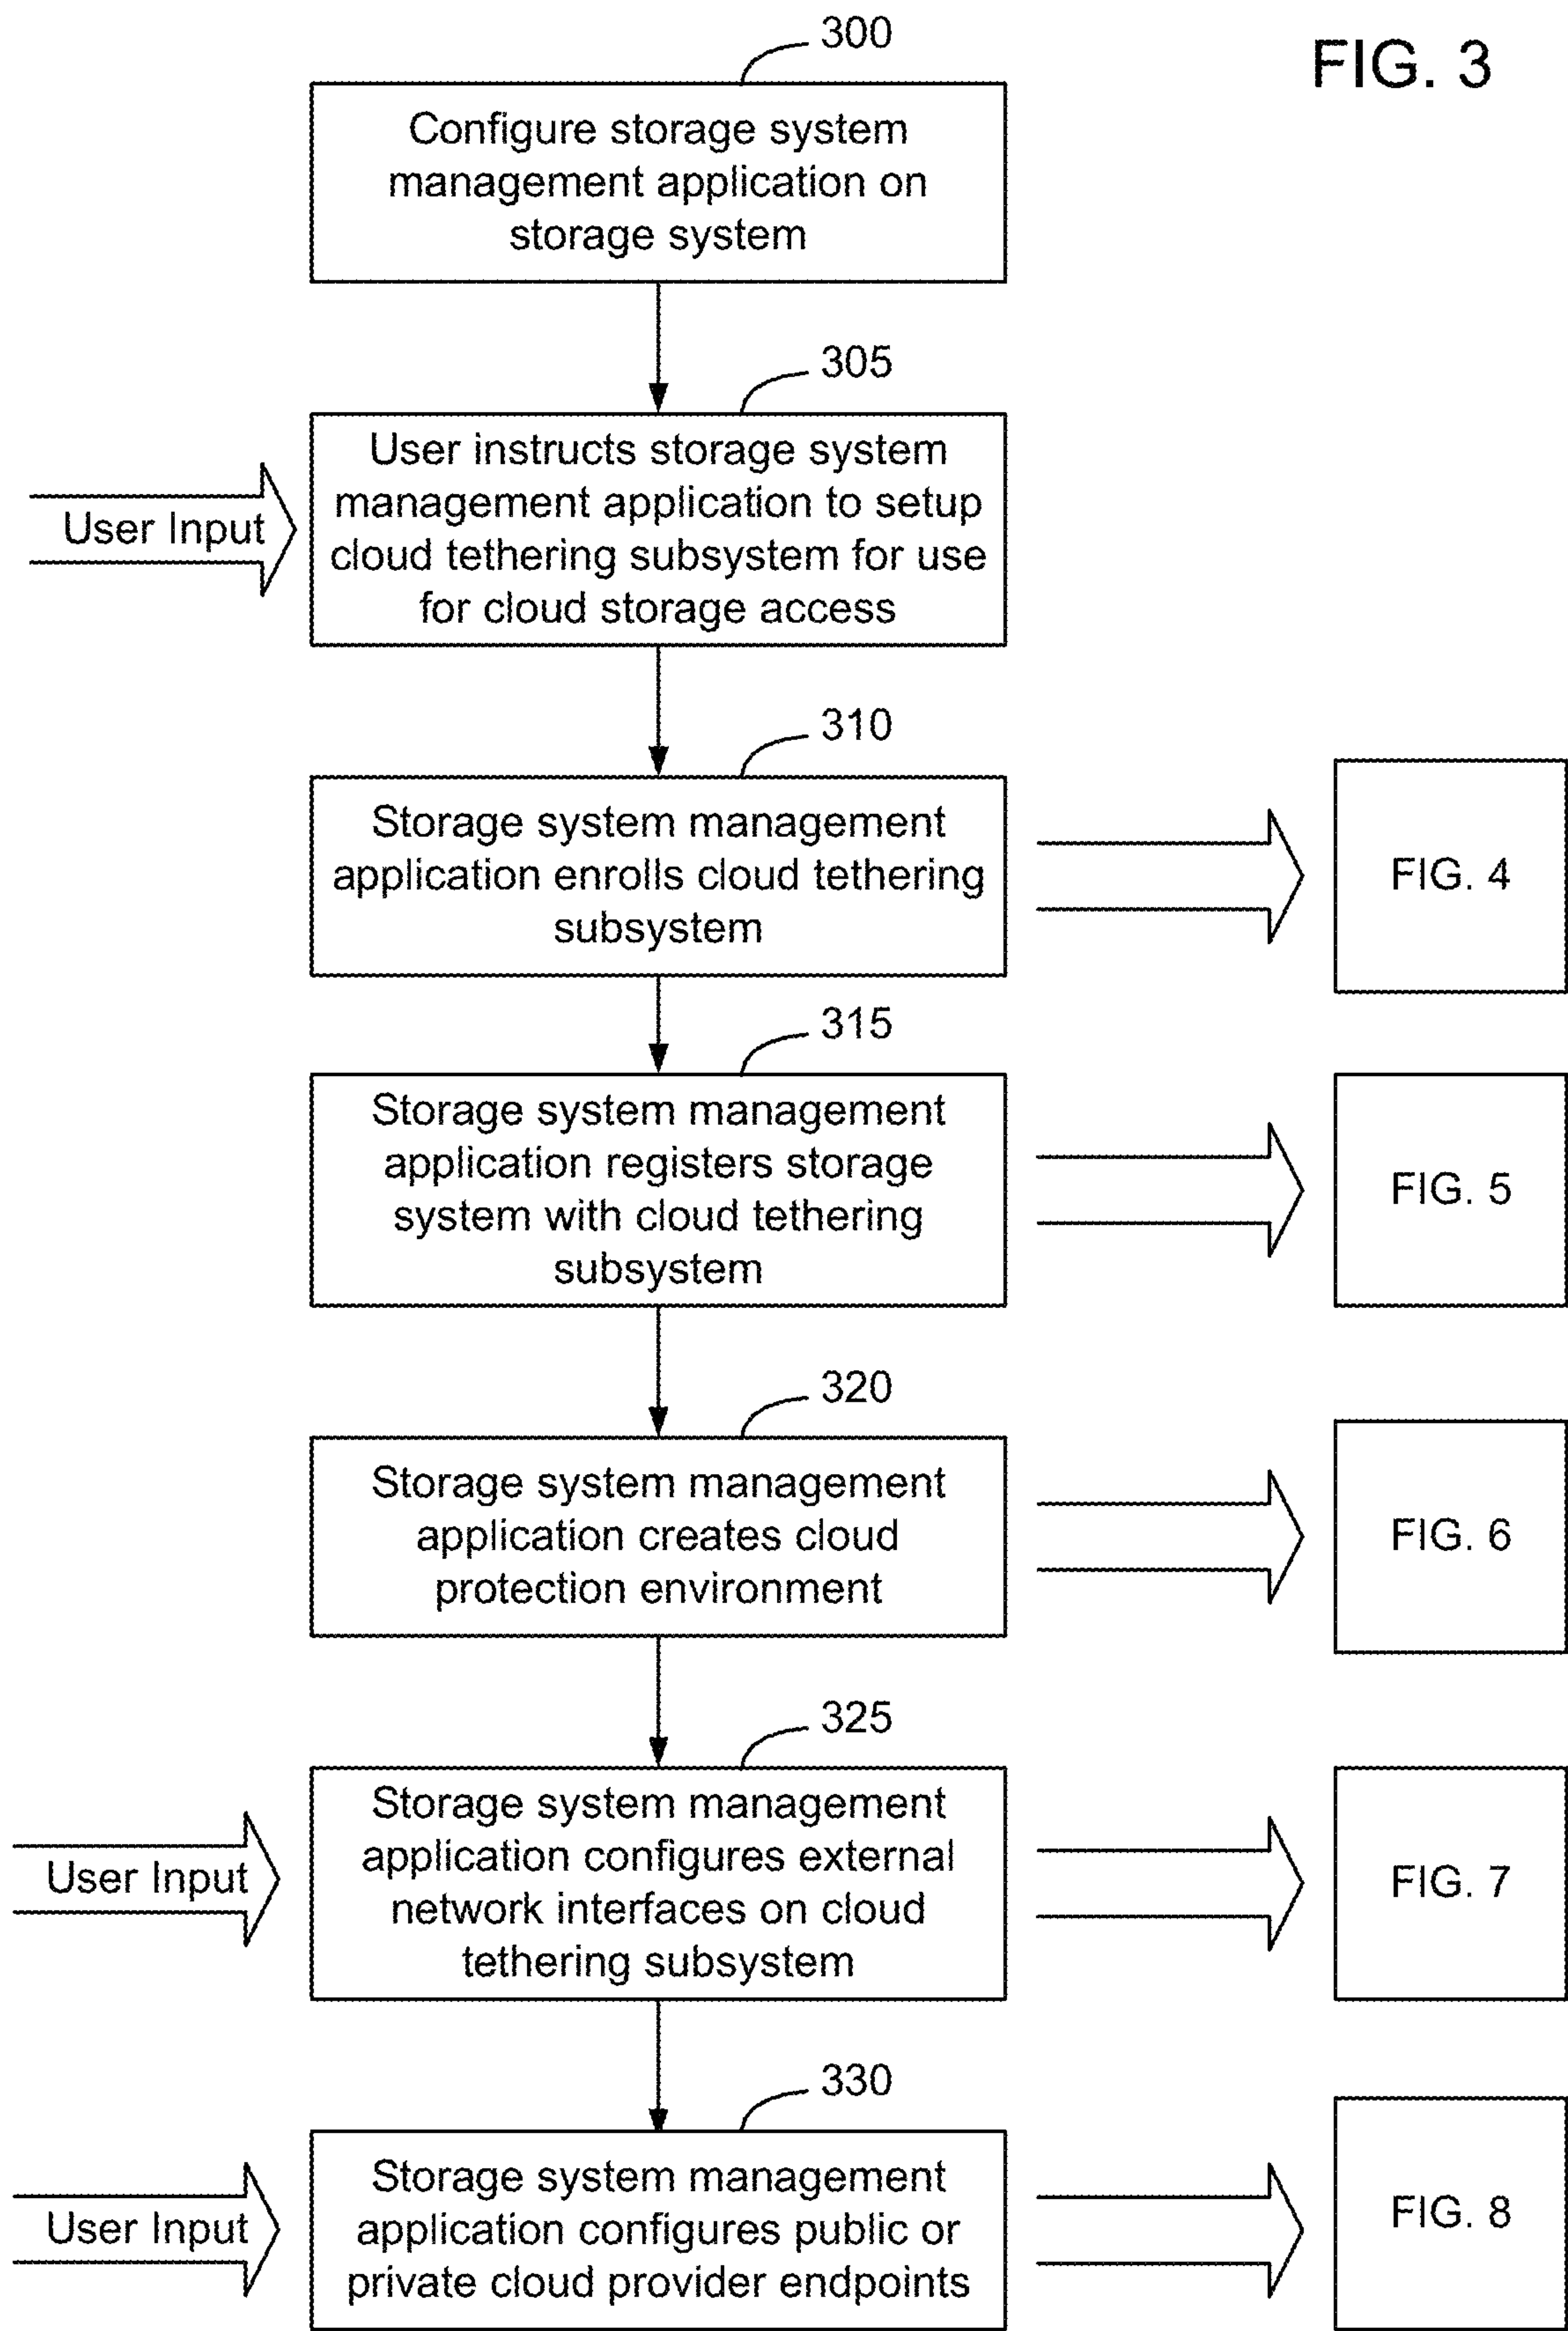 FIG. 3
300
Configure storage system
management application on
storage system
305
User Input
User instructs storage system
management application to setup
cloud tethering subsystem for use
for cloud storage access
310
Storage system management
application enrolls cloud tethering
subsystem
FIG. 4
315
Storage system management
application registers storage
system with cloud tethering
subsystem
FIG. 5
320
Storage system management
application creates cloud
protection environment
FIG. 6
325
User Input
Storage system management
application configures external
network interfaces on cloud
tethering subsystem
FIG. 7
330
User Input
Storage system management
application configures public or
private cloud provider endpoints
FIG. 8